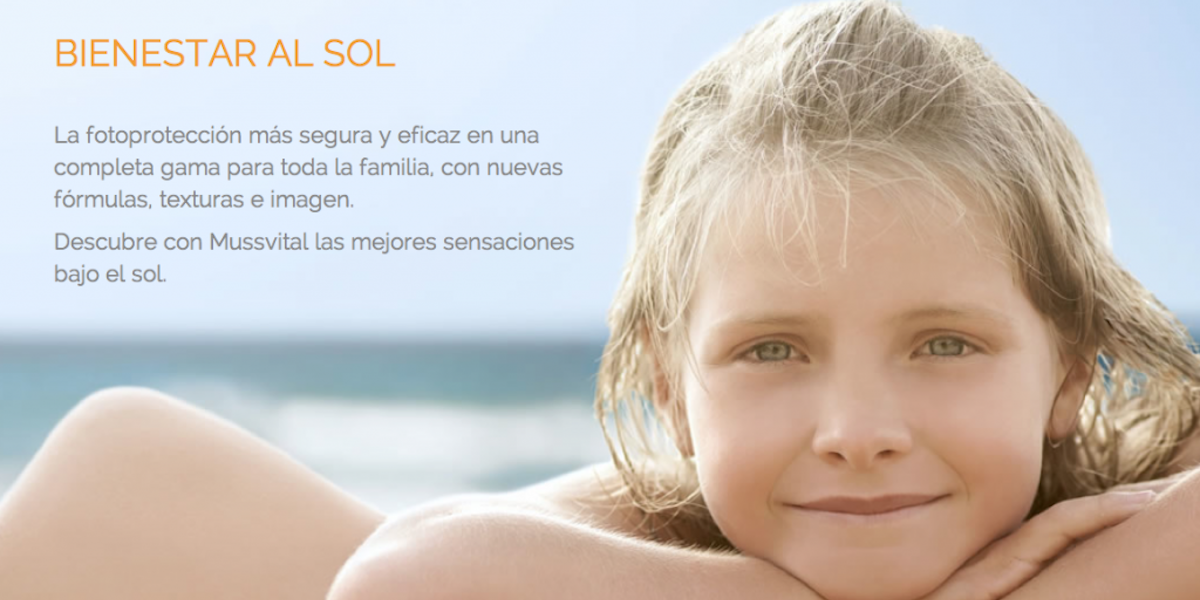 BIENESTAR AL SOL
La fotoprotección más segura y eficaz en una
completa gama para toda la familia, con nuevas
fórmulas, texturas e imagen.
Descubre con Mussvital las mejores sensaciones
bajo el sol.